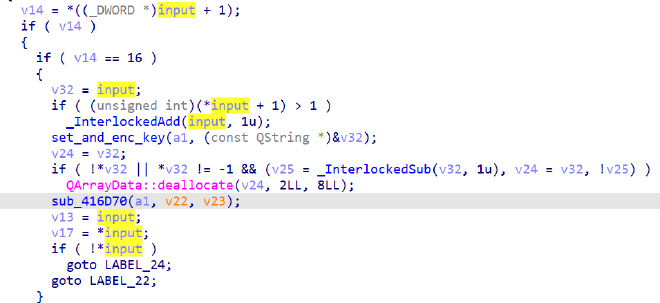 v14 = *((_DWORD *)input + 1);
if ( v14 )
{
if ( v14 == 16 )
{
v32 = input;
if ( (unsigned int)(*input + 1) > 1 )
_InterlockedAdd(input, 1u);
set_and_enc_key(a1, (const QString *)&v32);
v24 = v32;
if ( !*v32 || *v32 != -1 && (v25 = _InterlockedSub(v32, 1u), v24 = v32, !v25) )
QArrayData::deallocate(v24, 2LL, 8LL);
sub_416D70(a1, v22, v23);
v13 = input;
v17 = *input;
if ( !*input )
goto LABEL_24;
goto LABEL_22;
}